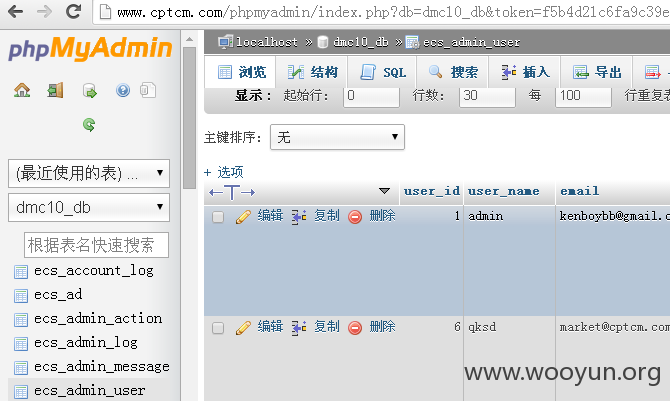 www.cptcm.com/phpmyadmin/index.php?db=dmc10_db&token=f5b4d21c6fa9c39e
phpMyAdmin
(最近使用的表) ...
dmc10_db
根据表名快速搜索
ecs_account_log
ecs_ad
ecs_admin_action
ecs_admin_log
ecs_admin_message
ecs_admin_user
localhost » dmc10_db » ecs_admin_user
浏览 结构 SQL 搜索 插入 导出
显示： 起始行： 0 行数： 30 每 100 行重复表
主键排序： 无
+ 选项
←T→ user_id user_name email
编辑 复制 删除 1 admin kenboybb@gmail.c
编辑 复制 删除 6 qksd market@cptcm.com
www.wooyun.org